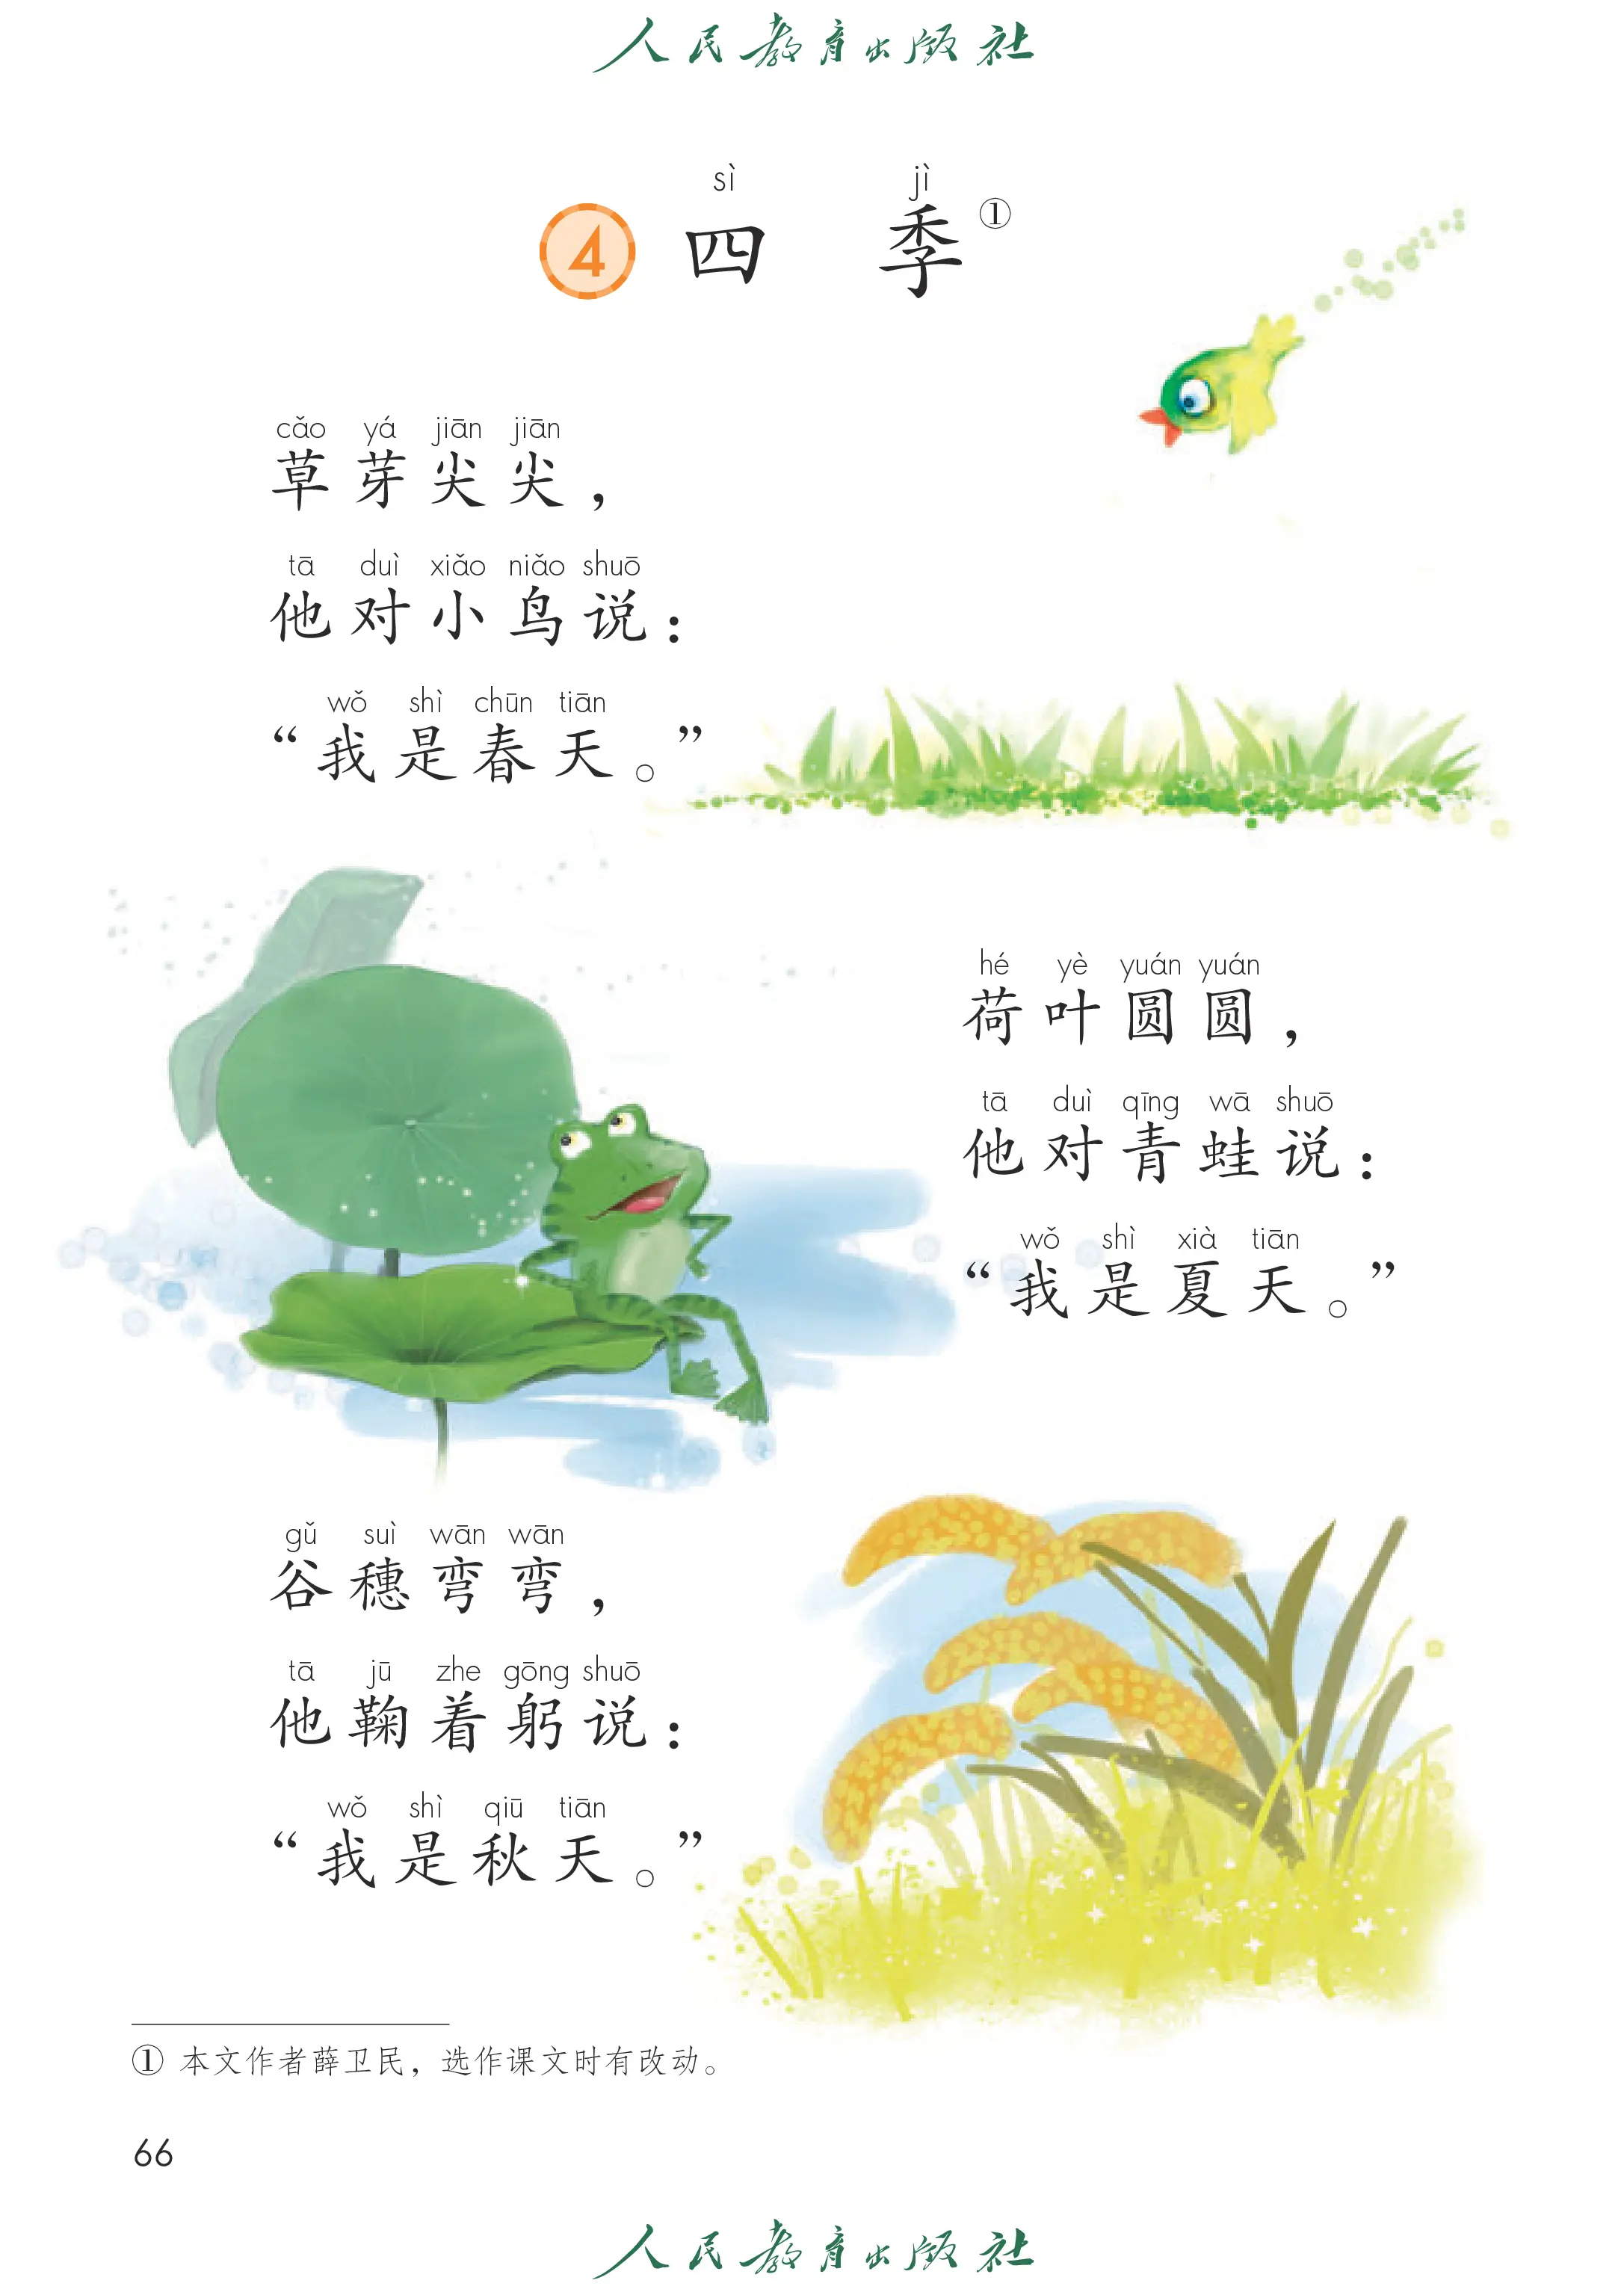 人民教育出版社
sì jì
4 四 季①
cǎo yá jiān jiān
草芽尖尖，
tā duì xiǎo niǎo shuō
他对小鸟说：
wǒ shì chūn tiān
“我是春天。”
hé yè yuán yuán
荷叶圆圆，
tā duì qīng wā shuō
他对青蛙说：
wǒ shì xià tiān
“我是夏天。”
gǔ suì wān wān
谷穗弯弯，
tā jū zhe gōng shuō
他鞠着躬说：
wǒ shì qiū tiān
“我是秋天。”
① 本文作者薛卫民，选作课文时有改动。
66
人民教育出版社